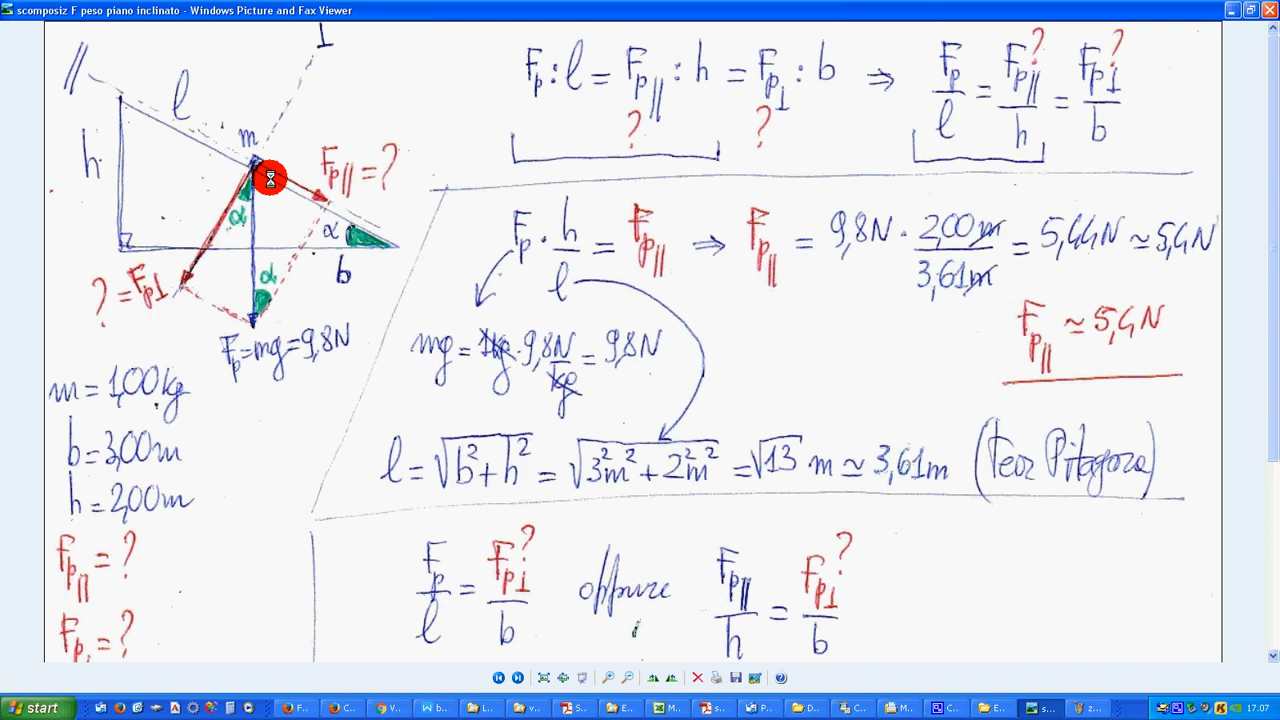 scomposiz F peso piano inclinato - Windows Picture and Fax Viewer
⊥
//
l
h
m
F_p// = ?
α
α
α
b
? = F_p⊥
F_p = mg = 9,8N
m = 1,00 kg
b = 3,00 m
h = 2,00 m
F_p// = ?
F_p⊥ = ?
F_p : l = F_p// : h = F_p⊥ : b ⇒ F_p/l = F_p///h = F_p⊥/b
? ? ? ?
F_p · h/l = F_p// ⇒ F_p// = 9,8N · 2,00m/3,61m = 5,44N ≃ 5,4N
F_p// ≃ 5,4N
mg = 1kg · 9,8 N/kg = 9,8N
l = √b²+h² = √3²m²+2²m² = √13 m ≃ 3,61m (teor Pitagora)
F_p/l = F_p⊥?/b oppure F_p///h = F_p⊥?/b
start
17.07